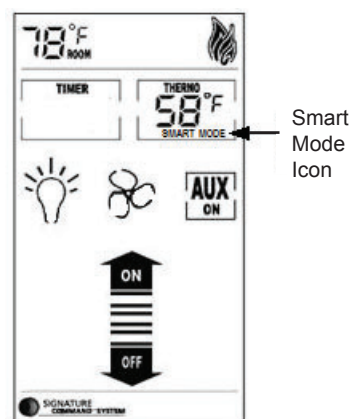 78°F ROOM
TIMER
THERMO
58°F
SMART MODE
Smart
Mode
Icon
AUX
ON
ON
OFF
SIGNATURE
COMMAND SYSTEM